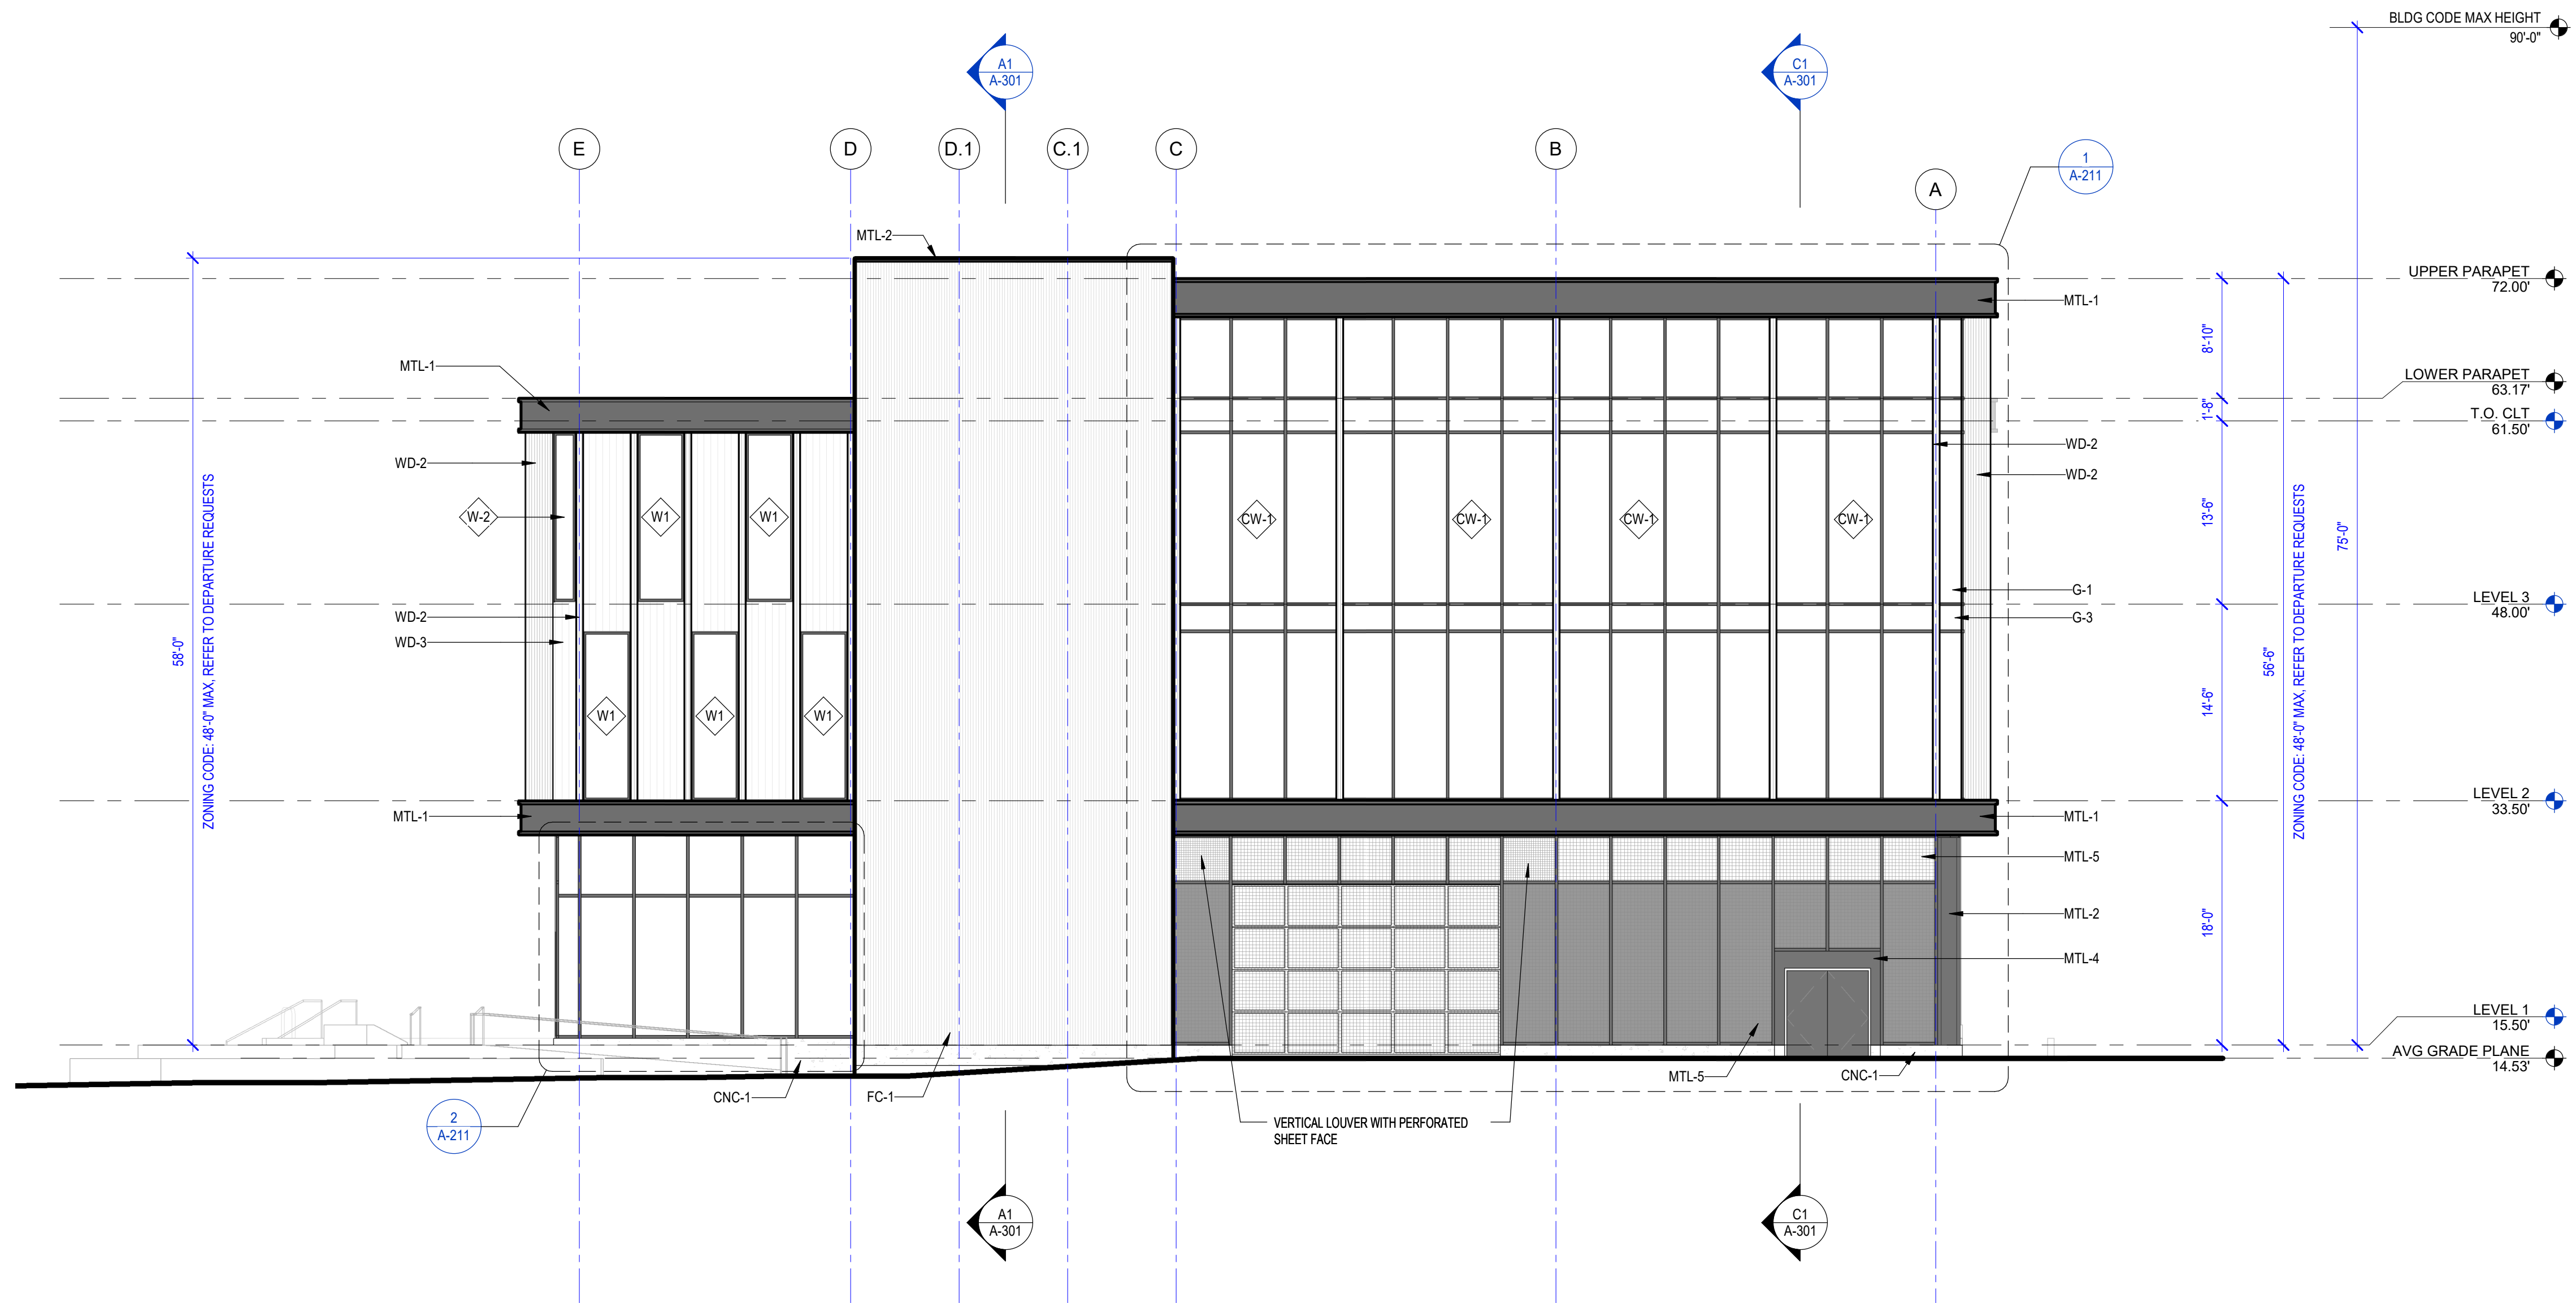 BLDG CODE MAX HEIGHT
90'-0"
A1
A-301
C1
A-301
E
D
D.1
C.1
C
B
A
1
A-211
MTL-2
UPPER PARAPET
72.00'
MTL-1
8'-10"
MTL-1
LOWER PARAPET
63.17'
1'-8"
T.O. CLT
61.50'
WD-2
WD-2
WD-2
W-2
W1
W1
CW-1
CW-1
CW-1
CW-1
13'-6"
75'-0"
G-1
LEVEL 3
48.00'
WD-2
G-3
WD-3
58'-0"
ZONING CODE: 48'-0" MAX, REFER TO DEPARTURE REQUESTS
56'-6"
ZONING CODE: 48'-0" MAX, REFER TO DEPARTURE REQUESTS
14'-6"
W1
W1
W1
LEVEL 2
33.50'
MTL-1
MTL-1
MTL-5
MTL-2
18'-0"
MTL-4
LEVEL 1
15.50'
AVG GRADE PLANE
14.53'
MTL-5
CNC-1
CNC-1
FC-1
2
A-211
VERTICAL LOUVER WITH PERFORATED
SHEET FACE
A1
A-301
C1
A-301